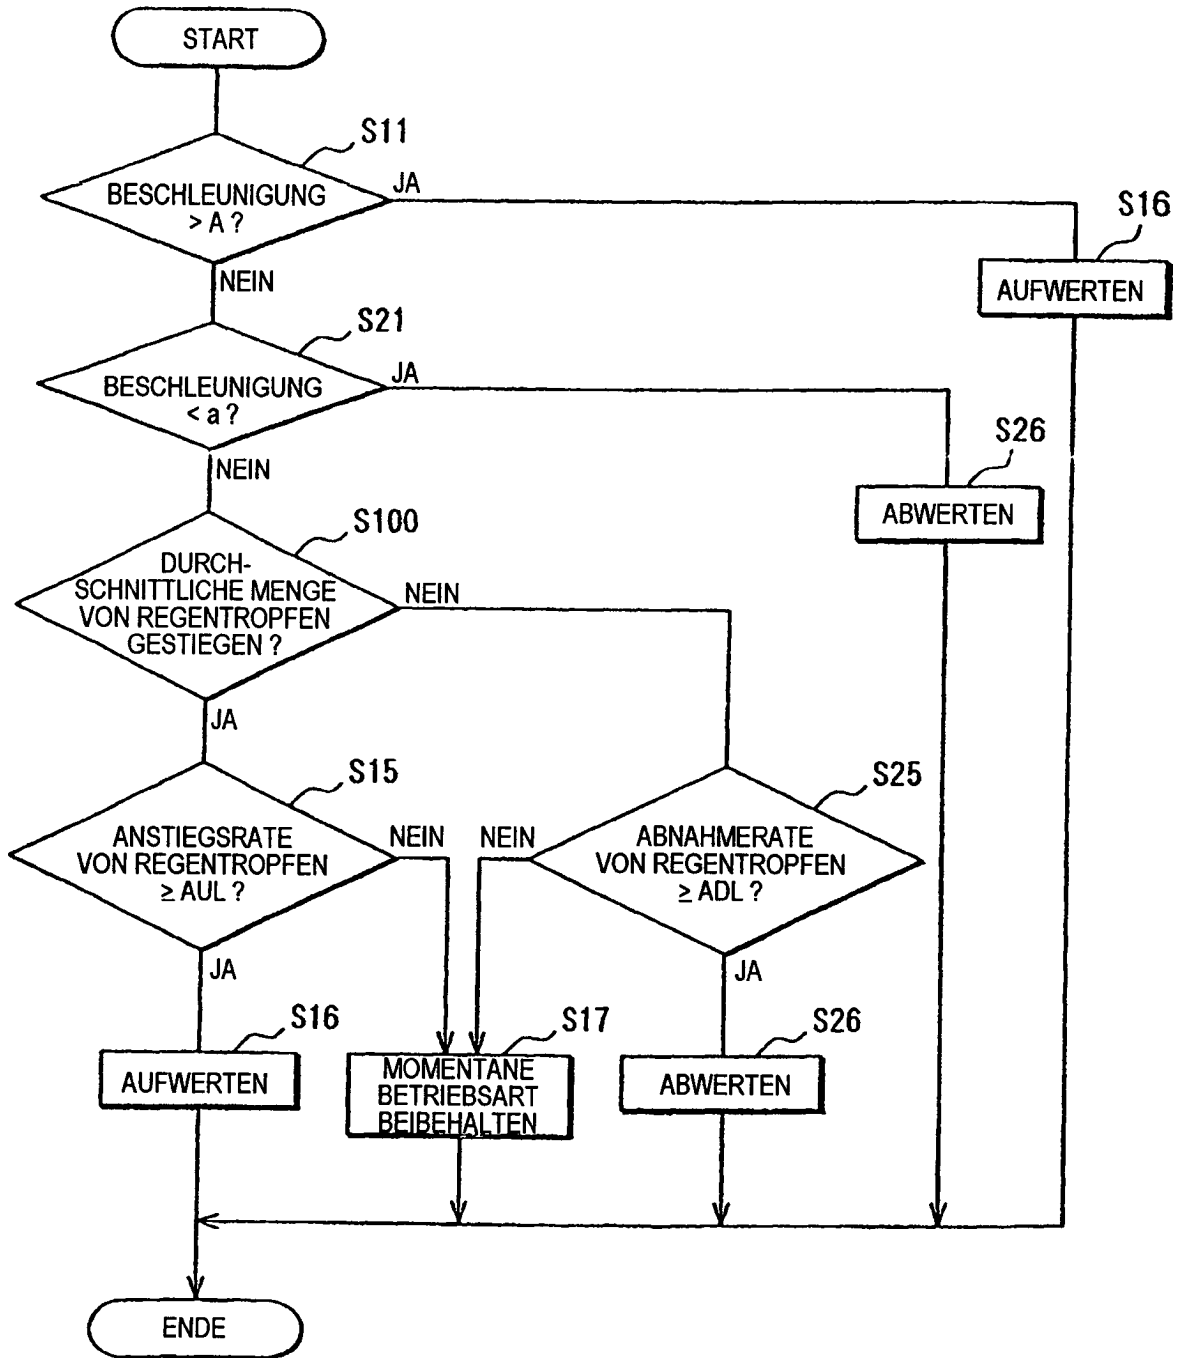 START
S11
BESCHLEUNIGUNG
> A ?
JA
NEIN
S16
AUFWERTEN
S21
BESCHLEUNIGUNG
< a ?
JA
NEIN
S26
ABWERTEN
S100
DURCH-
SCHNITTLICHE MENGE
VON REGENTROPFEN
GESTIEGEN ?
NEIN
JA
S15
ANSTIEGSRATE
VON REGENTROPFEN
≥ AUL ?
NEIN
JA
S25
NEIN
ABNAHMERATE
VON REGENTROPFEN
≥ ADL ?
JA
S16
AUFWERTEN
S17
MOMENTANE
BETRIEBSART
BEIBEHALTEN
S26
ABWERTEN
ENDE